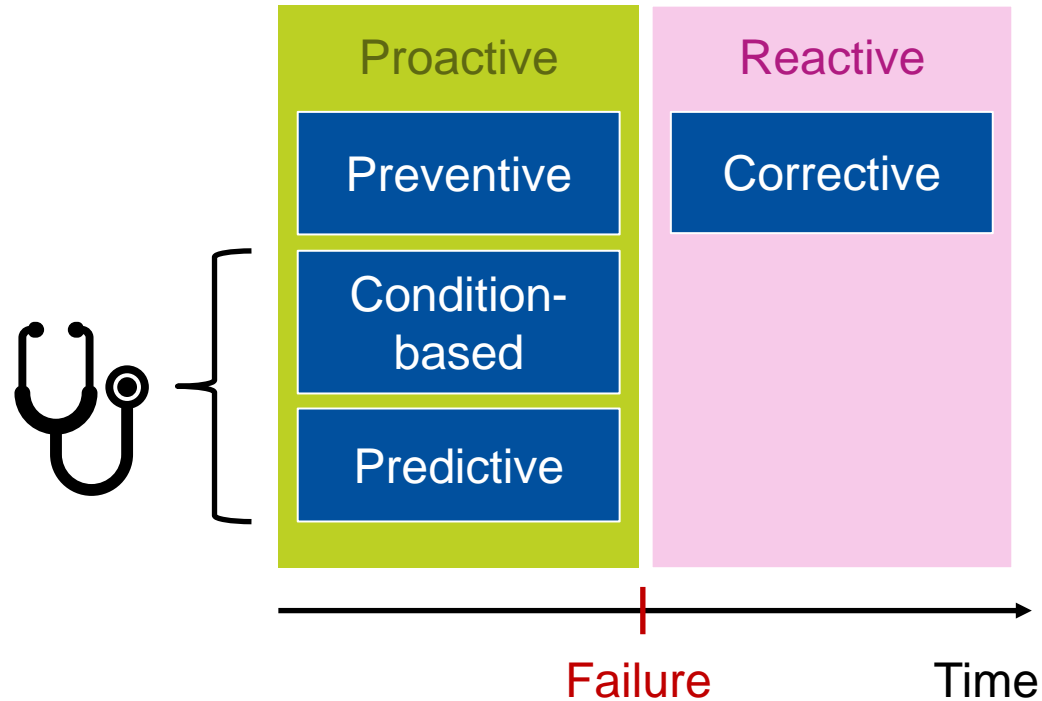 Proactive
Reactive
Preventive
Corrective
Condition-
based
Predictive
Failure
Time